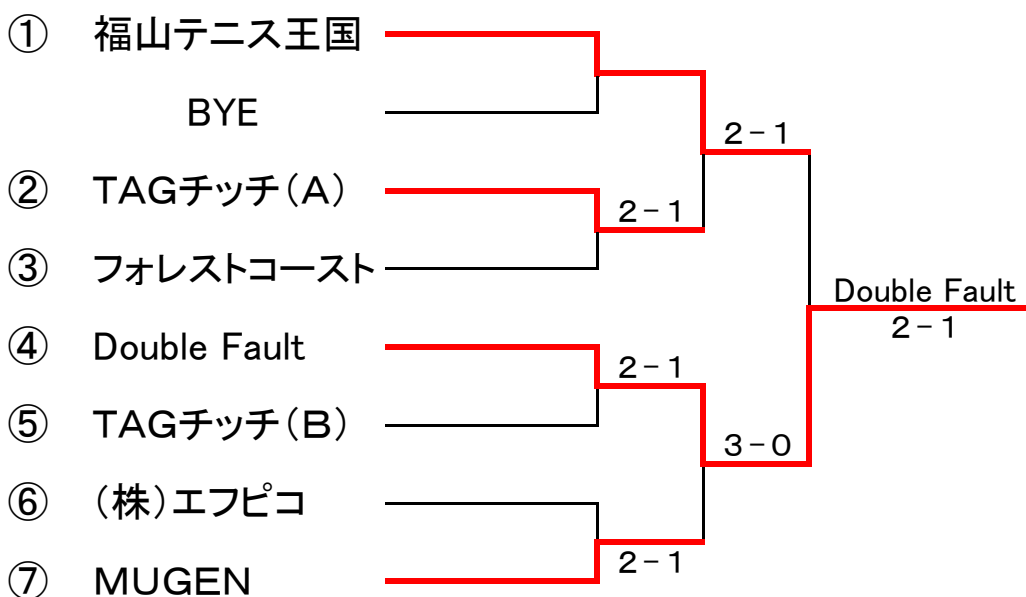 ① 福山テニス王国
BYE
2-1
② TAGチッチ(A)
2-1
③ フォレストコースト
Double Fault
2-1
④ Double Fault
2-1
⑤ TAGチッチ(B)
3-0
⑥ (株)エフピコ
2-1
⑦ MUGEN